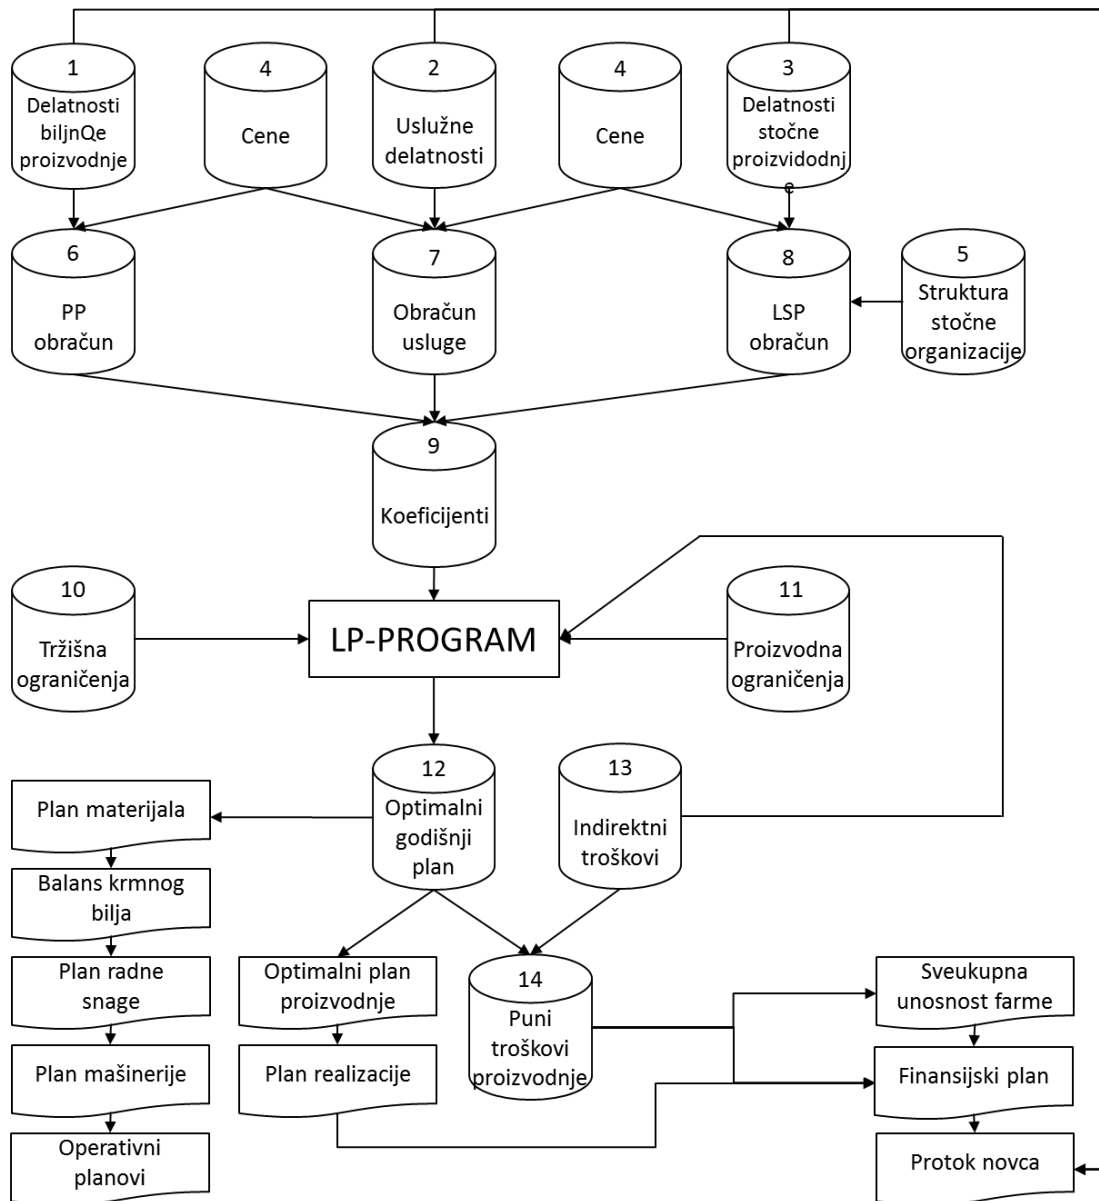 1
Delatnosti
biljnQe
proizvodnje
4
Cene
2
Uslužne
delatnosti
4
Cene
3
Delatnosti
stočne
proizvidodnj
e
6
PP
obračun
7
Obračun
usluge
8
LSP
obračun
5
Struktura
stočne
organizacije
9
Koeficijenti
10
Tržišna
ograničenja
LP-PROGRAM
11
Proizvodna
ograničenja
12
Optimalni
godišnji
plan
13
Indirektni
troškovi
Plan materijala
Balans krmnog
bilja
Plan radne
snage
Plan mašinerije
Operativni
planovi
Optimalni plan
proizvodnje
Plan realizacije
14
Puni
troškovi
proizvodnje
Sveukupna
unosnost farme
Finansijski plan
Protok novca